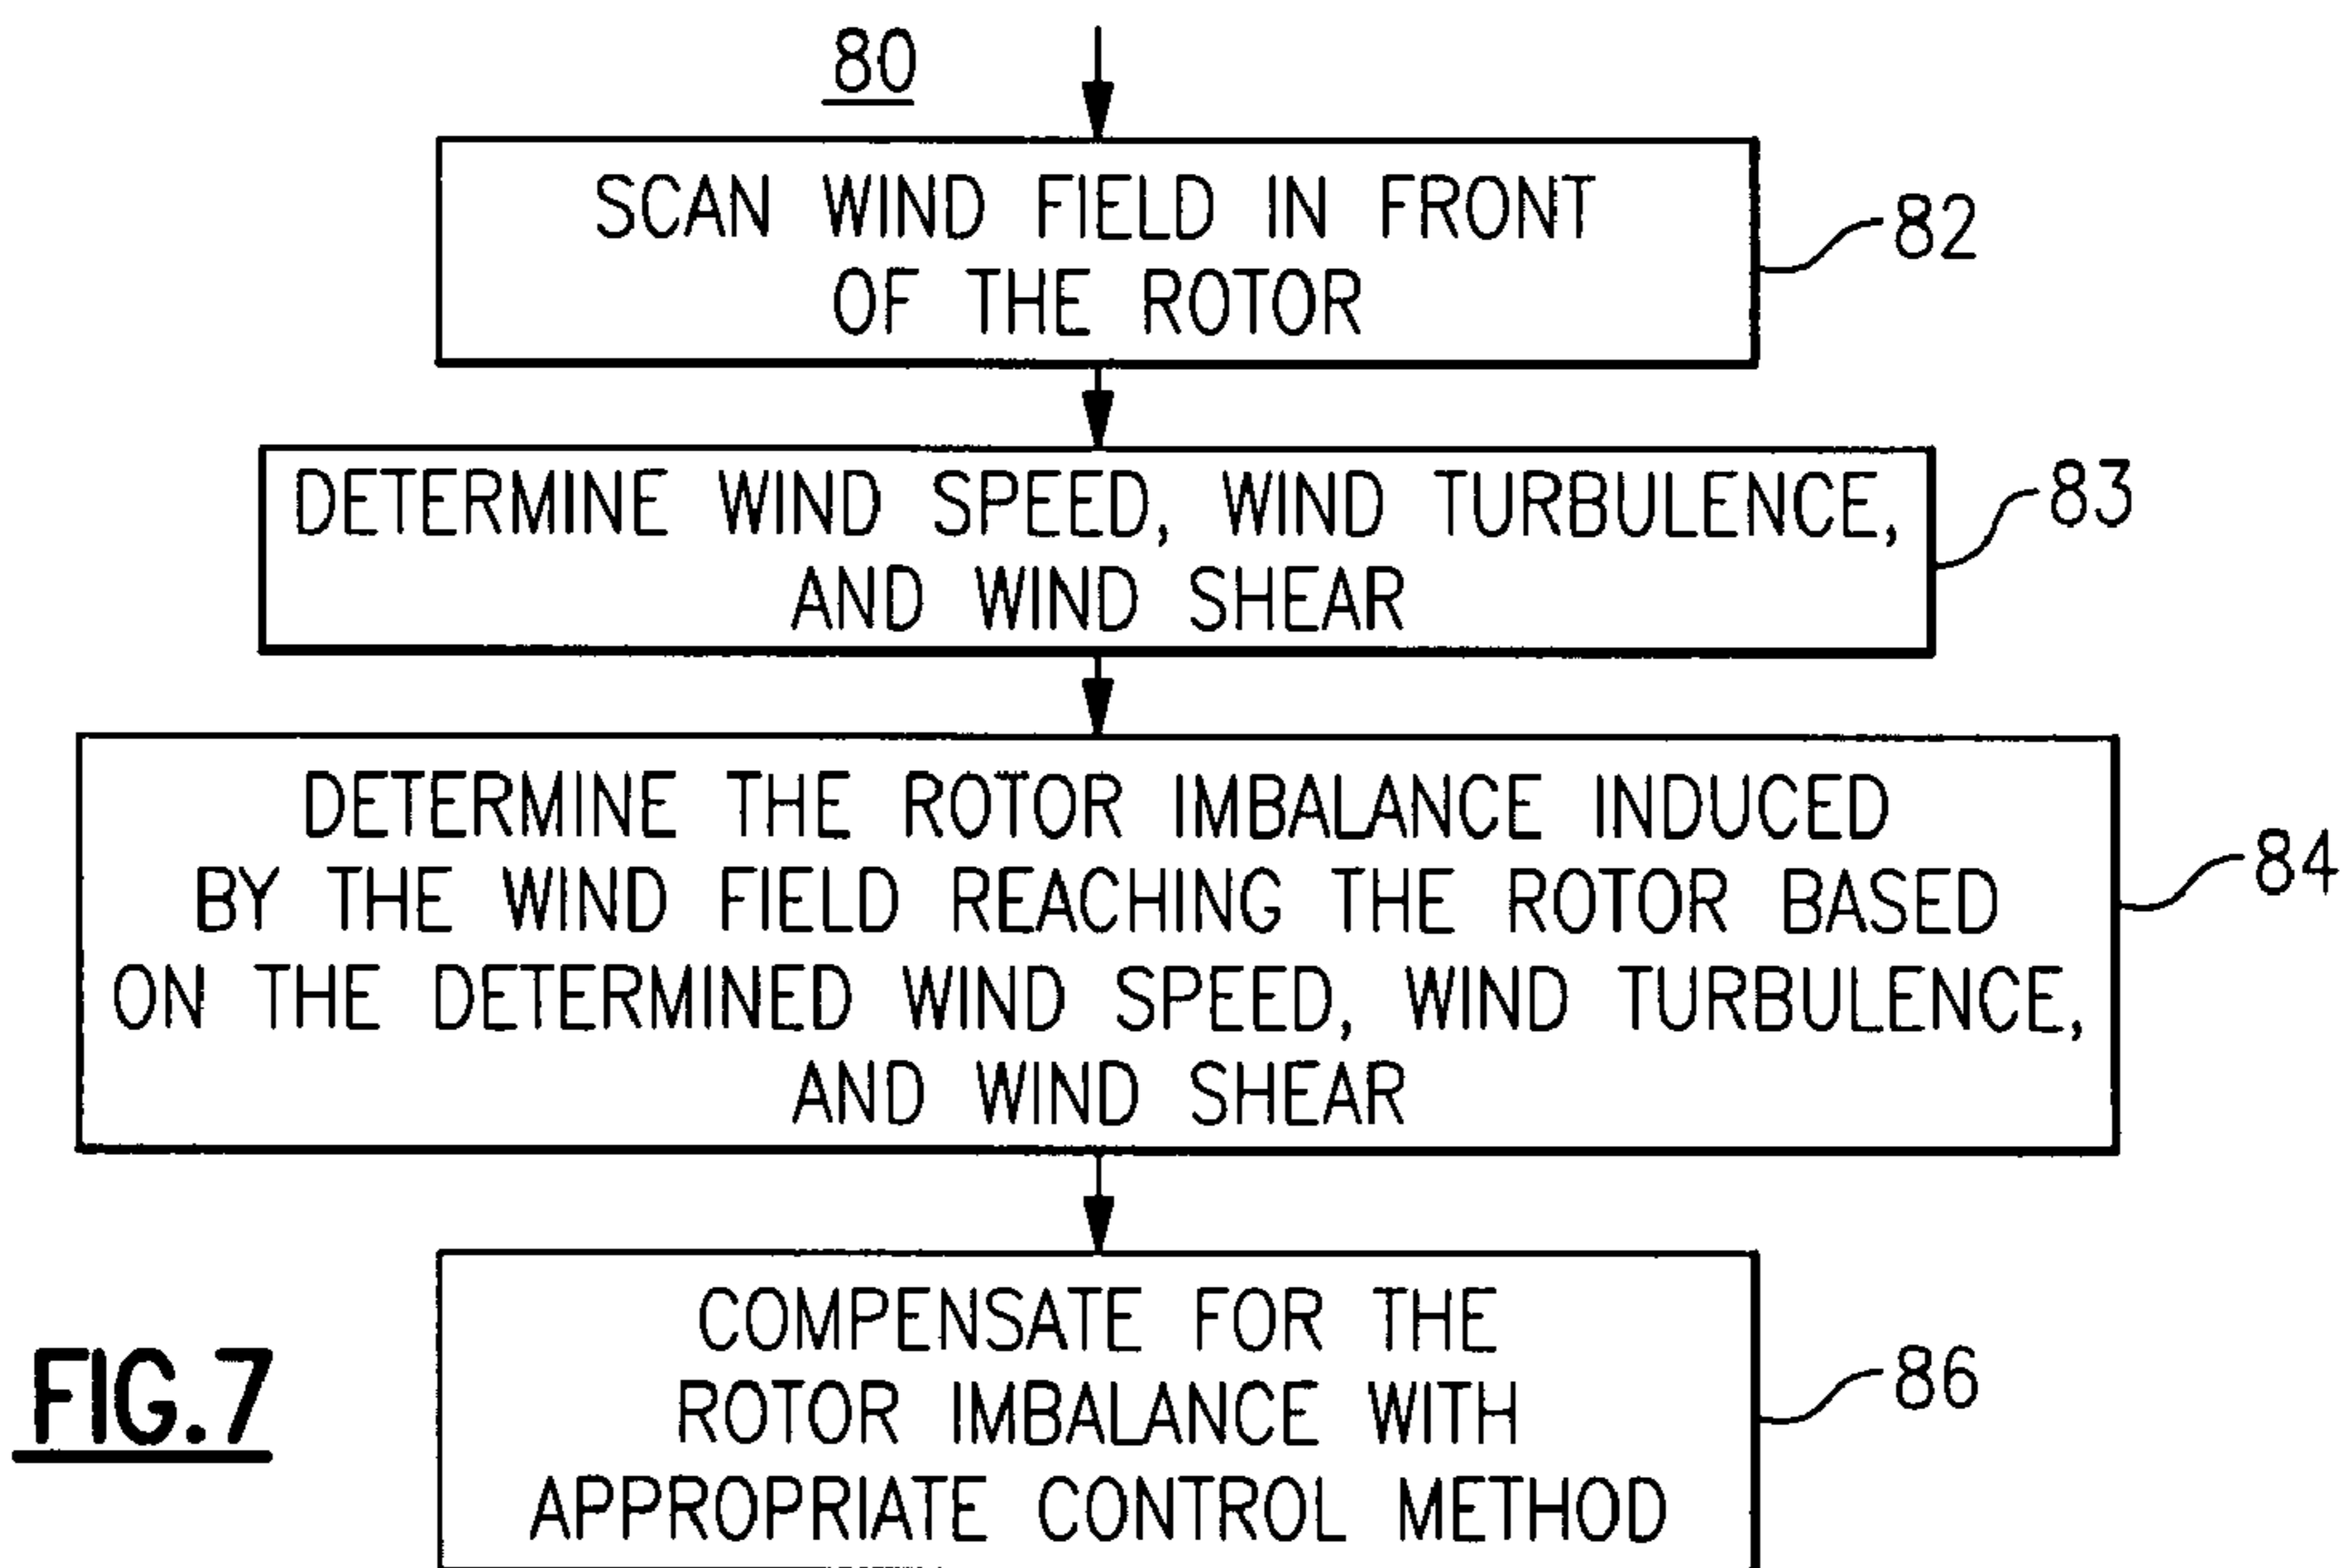 80
SCAN WIND FIELD IN FRONT
OF THE ROTOR
82
DETERMINE WIND SPEED, WIND TURBULENCE,
AND WIND SHEAR
83
DETERMINE THE ROTOR IMBALANCE INDUCED
BY THE WIND FIELD REACHING THE ROTOR BASED
ON THE DETERMINED WIND SPEED, WIND TURBULENCE,
AND WIND SHEAR
84
COMPENSATE FOR THE
ROTOR IMBALANCE WITH
APPROPRIATE CONTROL METHOD
86
FIG.7